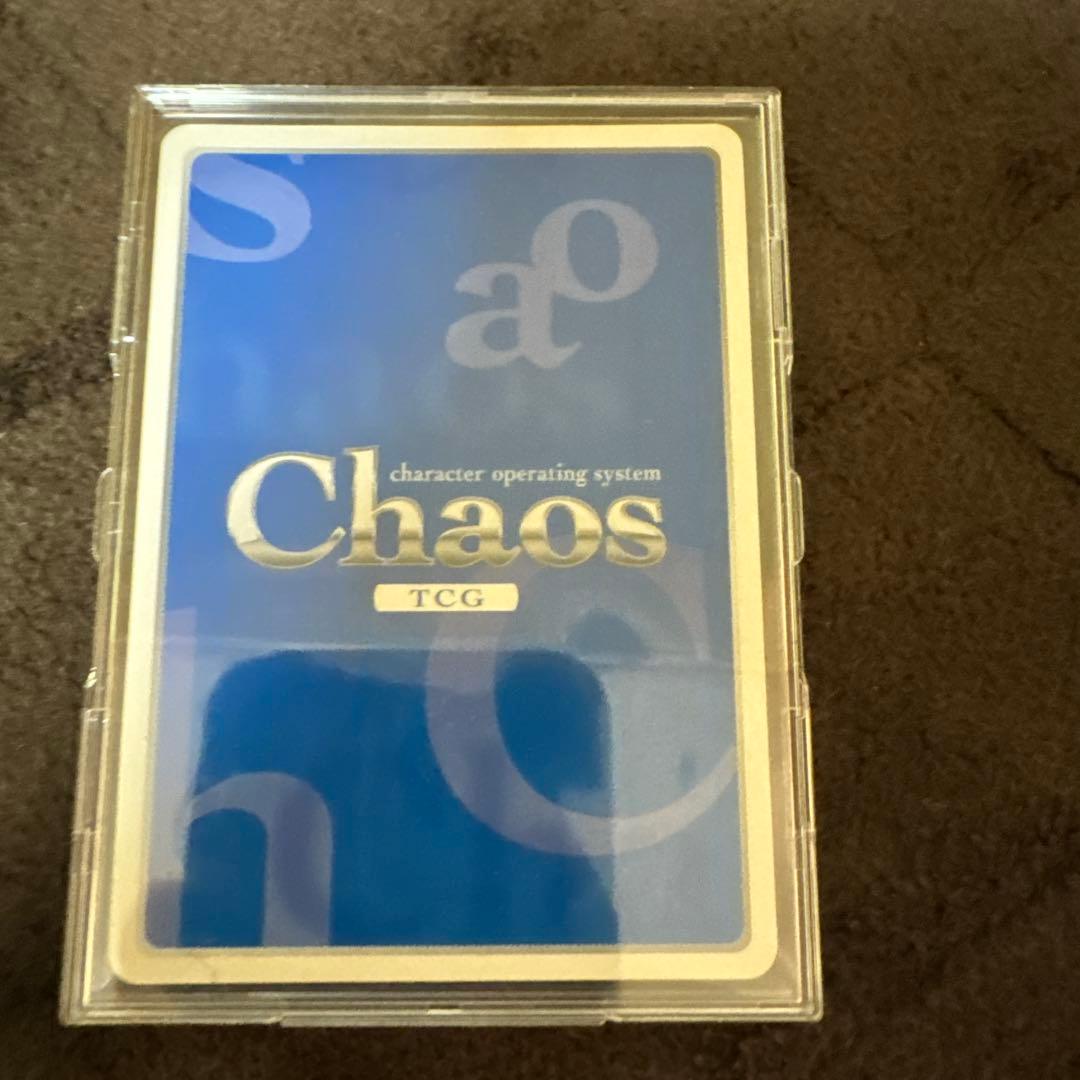 s
o
a
character operating system
Chaos
TCG
C
h